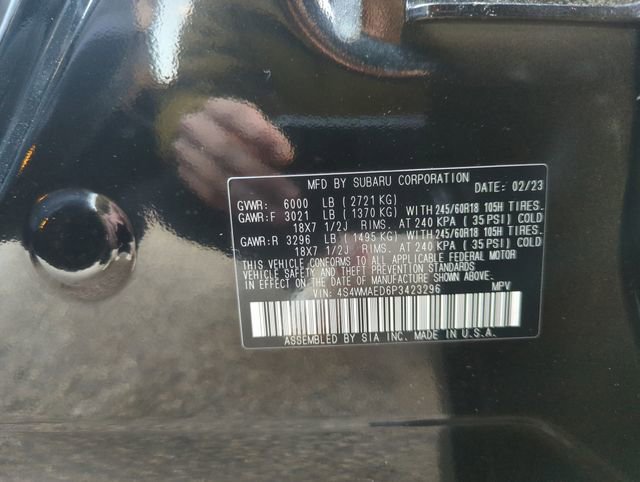 MFD BY SUBARU CORPORATION DATE: 02/23
GVWR: 6000 LB (2721 KG)
GAWR:F 3021 LB (1370 KG) WITH 245/60R18 105H TIRES.
18X7 1/2J RIMS. AT 240 KPA (35 PSI) COLD
GAWR:R 3296 LB (1495 KG) WITH 245/60R18 105H TIRES.
18X7 1/2J RIMS. AT 240 KPA (35 PSI) COLD
THIS VEHICLE CONFORMS TO ALL APPLICABLE FEDERAL MOTOR
VEHICLE SAFETY AND THEFT PREVENTION STANDARDS
IN EFFECT ON THE DATE OF MANUFACTURE SHOWN ABOVE.
VIN: 4S4WMAED6P3423296 MPV
ASSEMBLED BY SIA INC. MADE IN U.S.A.